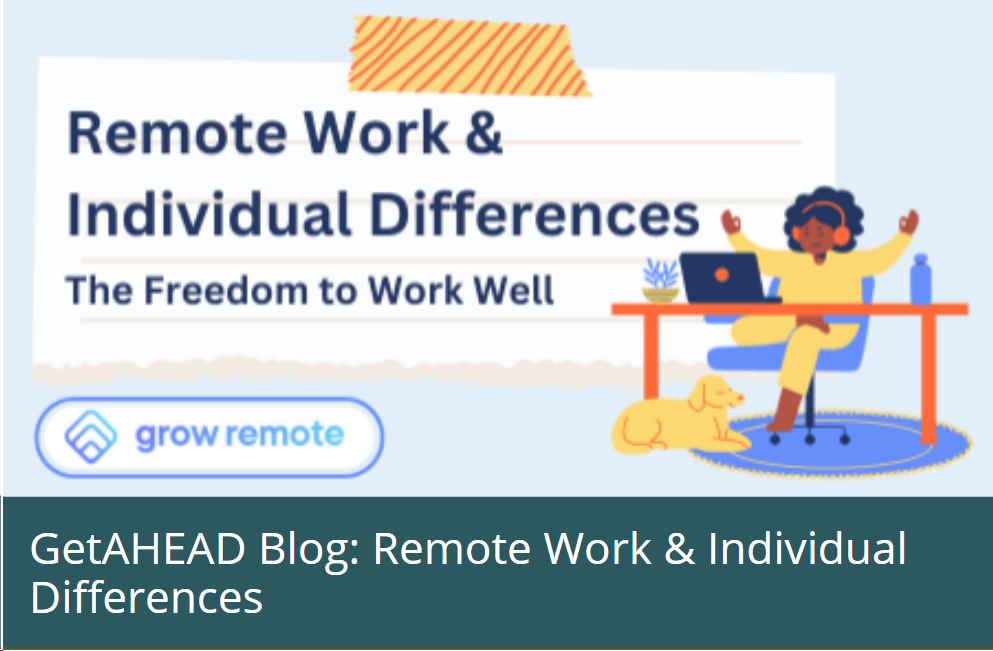 Remote Work &
Individual Differences
The Freedom to Work Well
grow remote
GetAHEAD Blog: Remote Work & Individual
Differences